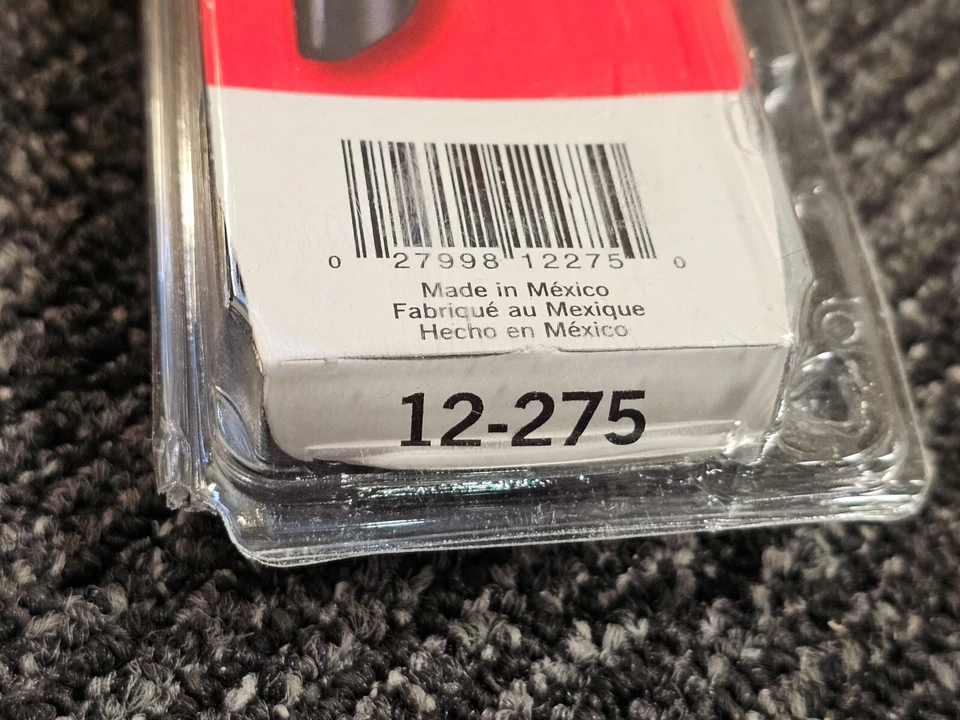 0 27998 12275 0
Made in México
Fabriqué au Mexique
Hecho en México
12-275